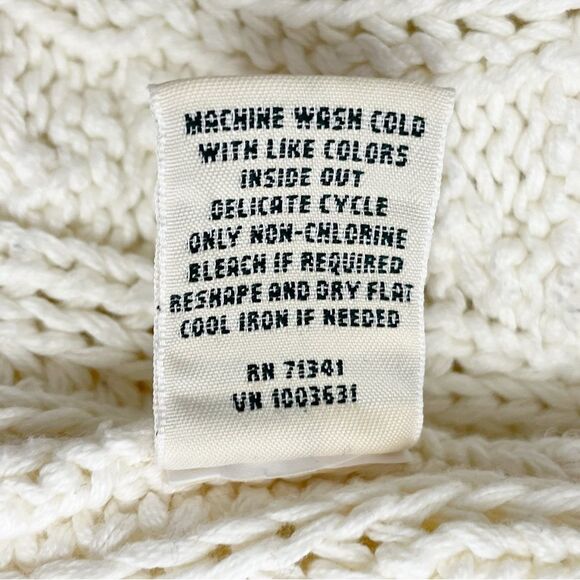 MACHINE WASH COLD
WITH LIKE COLORS
INSIDE OUT
DELICATE CYCLE
ONLY NON-CHLORINE
BLEACH IF REQUIRED
RESHAPE AND DRY FLAT
COOL IRON IF NEEDED
RN 71341
VN 1003631